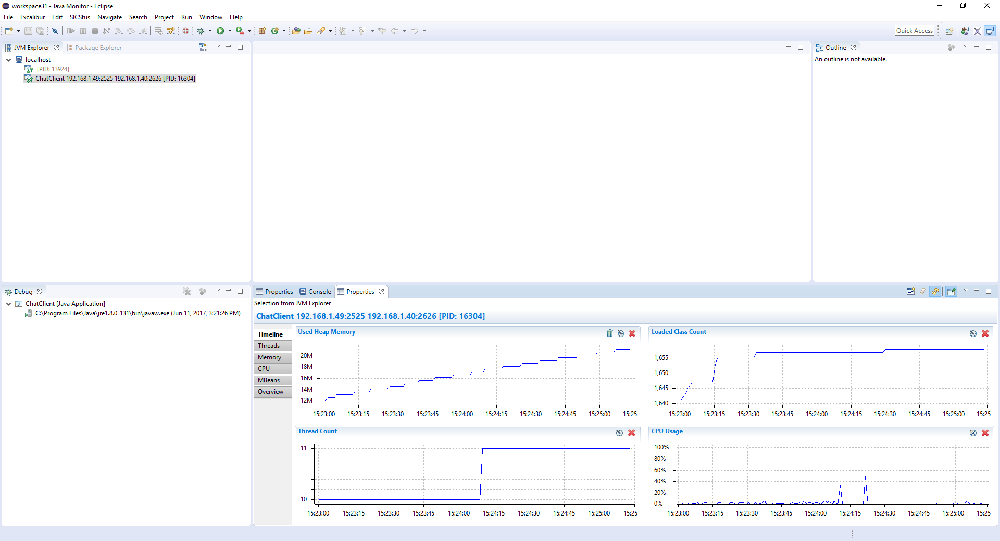 workspace31 - Java Monitor - Eclipse
File Excalibur Edit SICStus Navigate Search Project Run Window Help
Quick Access
JVM Explorer Package Explorer
localhost
[PID: 13924]
ChatClient 192.168.1.49:2525 192.168.1.40:2626 [PID: 16304]
Outline
An outline is not available.
Debug
ChatClient [Java Application]
C:\Program Files\Java\jre1.8.0_131\bin\javaw.exe (Jun 11, 2017, 3:21:26 PM)
Properties Console Properties
Selection from JVM Explorer
ChatClient 192.168.1.49:2525 192.168.1.40:2626 [PID: 16304]
Timeline
Threads
Memory
CPU
MBeans
Overview
Used Heap Memory
20M
18M
16M
14M
12M
15:23:00 15:23:15 15:23:30 15:23:45 15:24:00 15:24:15 15:24:30 15:24:45 15:25:00 15:25
Loaded Class Count
1,655
1,650
1,645
1,640
15:23:00 15:23:15 15:23:30 15:23:45 15:24:00 15:24:15 15:24:30 15:24:45 15:25:00 15:25:
Thread Count
11
10
15:23:00 15:23:15 15:23:30 15:23:45 15:24:00 15:24:15 15:24:30 15:24:45 15:25:00 15:25
CPU Usage
100%
80%
60%
40%
20%
0%
15:23:00 15:23:15 15:23:30 15:23:45 15:24:00 15:24:15 15:24:30 15:24:45 15:25:00 15:25: